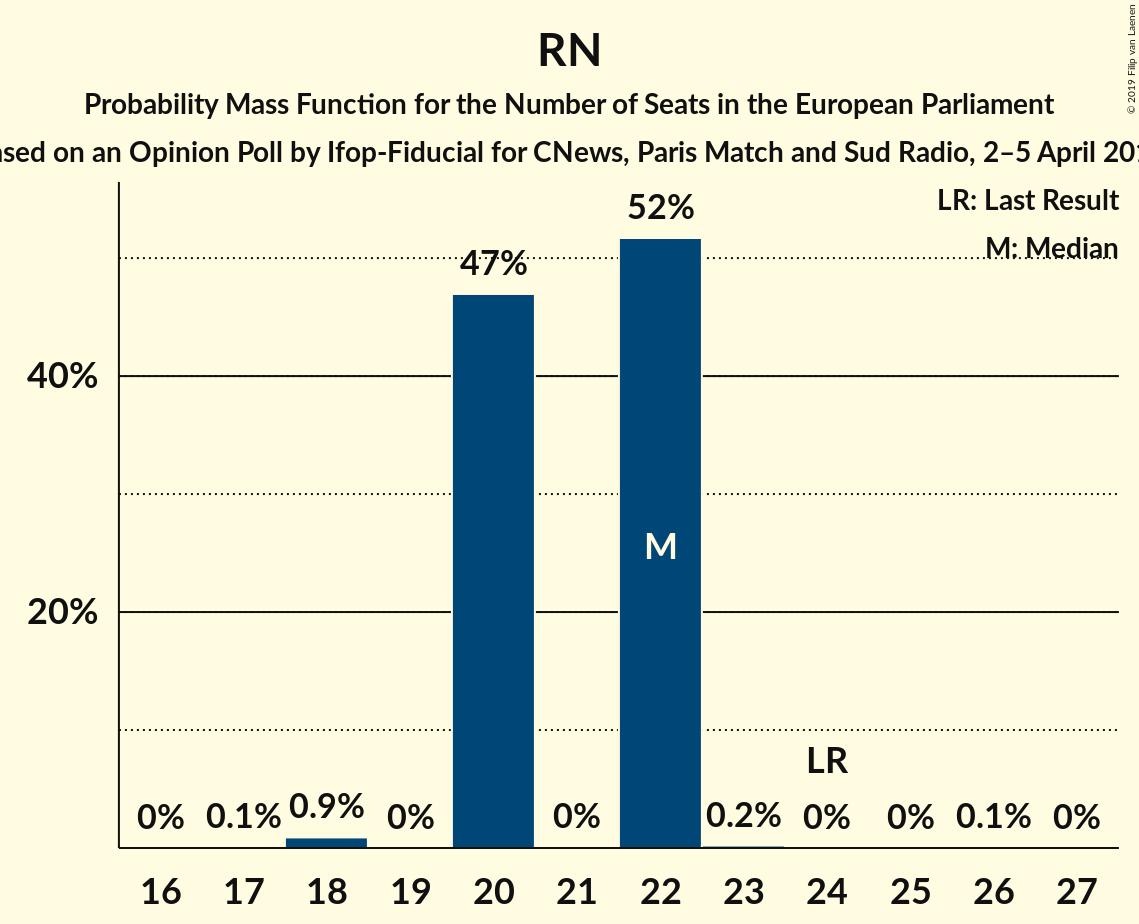 RN
Probability Mass Function for the Number of Seats in the European Parliament
on an Opinion Poll by Ifop-Fiducial for CNews, Paris Match and Sud Radio, 2–5 April
© 2019 Filip van Laenen
LR: Last Result
M: Median
52%
47%
40%
M
20%
LR
0% 0.1% 0.9% 0% 0% 0.2% 0% 0% 0.1% 0%
16 17 18 19 20 21 22 23 24 25 26 27